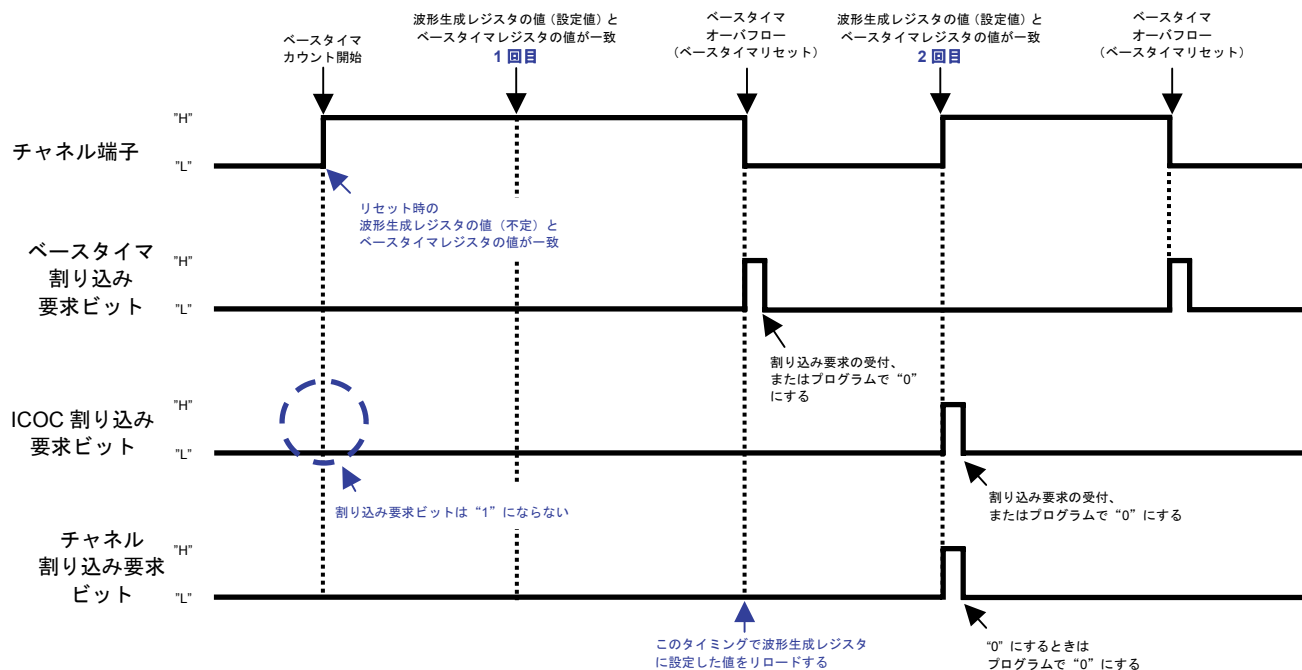 ベースタイマ
カウント開始
波形生成レジスタの値（設定値）と
ベースタイマレジスタの値が一致
1 回目
ベースタイマ
オーバフロー
（ベースタイマリセット）
波形生成レジスタの値（設定値）と
ベースタイマレジスタの値が一致
2 回目
ベースタイマ
オーバフロー
（ベースタイマリセット）
チャネル端子
"H"
"L"
リセット時の
波形生成レジスタの値（不定）と
ベースタイマレジスタの値が一致
ベースタイマ
割り込み
要求ビット
"H"
"L"
割り込み要求の受付、
またはプログラムで“0”
にする
ICOC 割り込み
要求ビット
"H"
"L"
割り込み要求ビットは“1”にならない
割り込み要求の受付、
またはプログラムで“0”にする
チャネル
割り込み要求
ビット
"H"
"L"
このタイミングで波形生成レジスタ
に設定した値をリロードする
“0”にするときは
プログラムで“0”にする